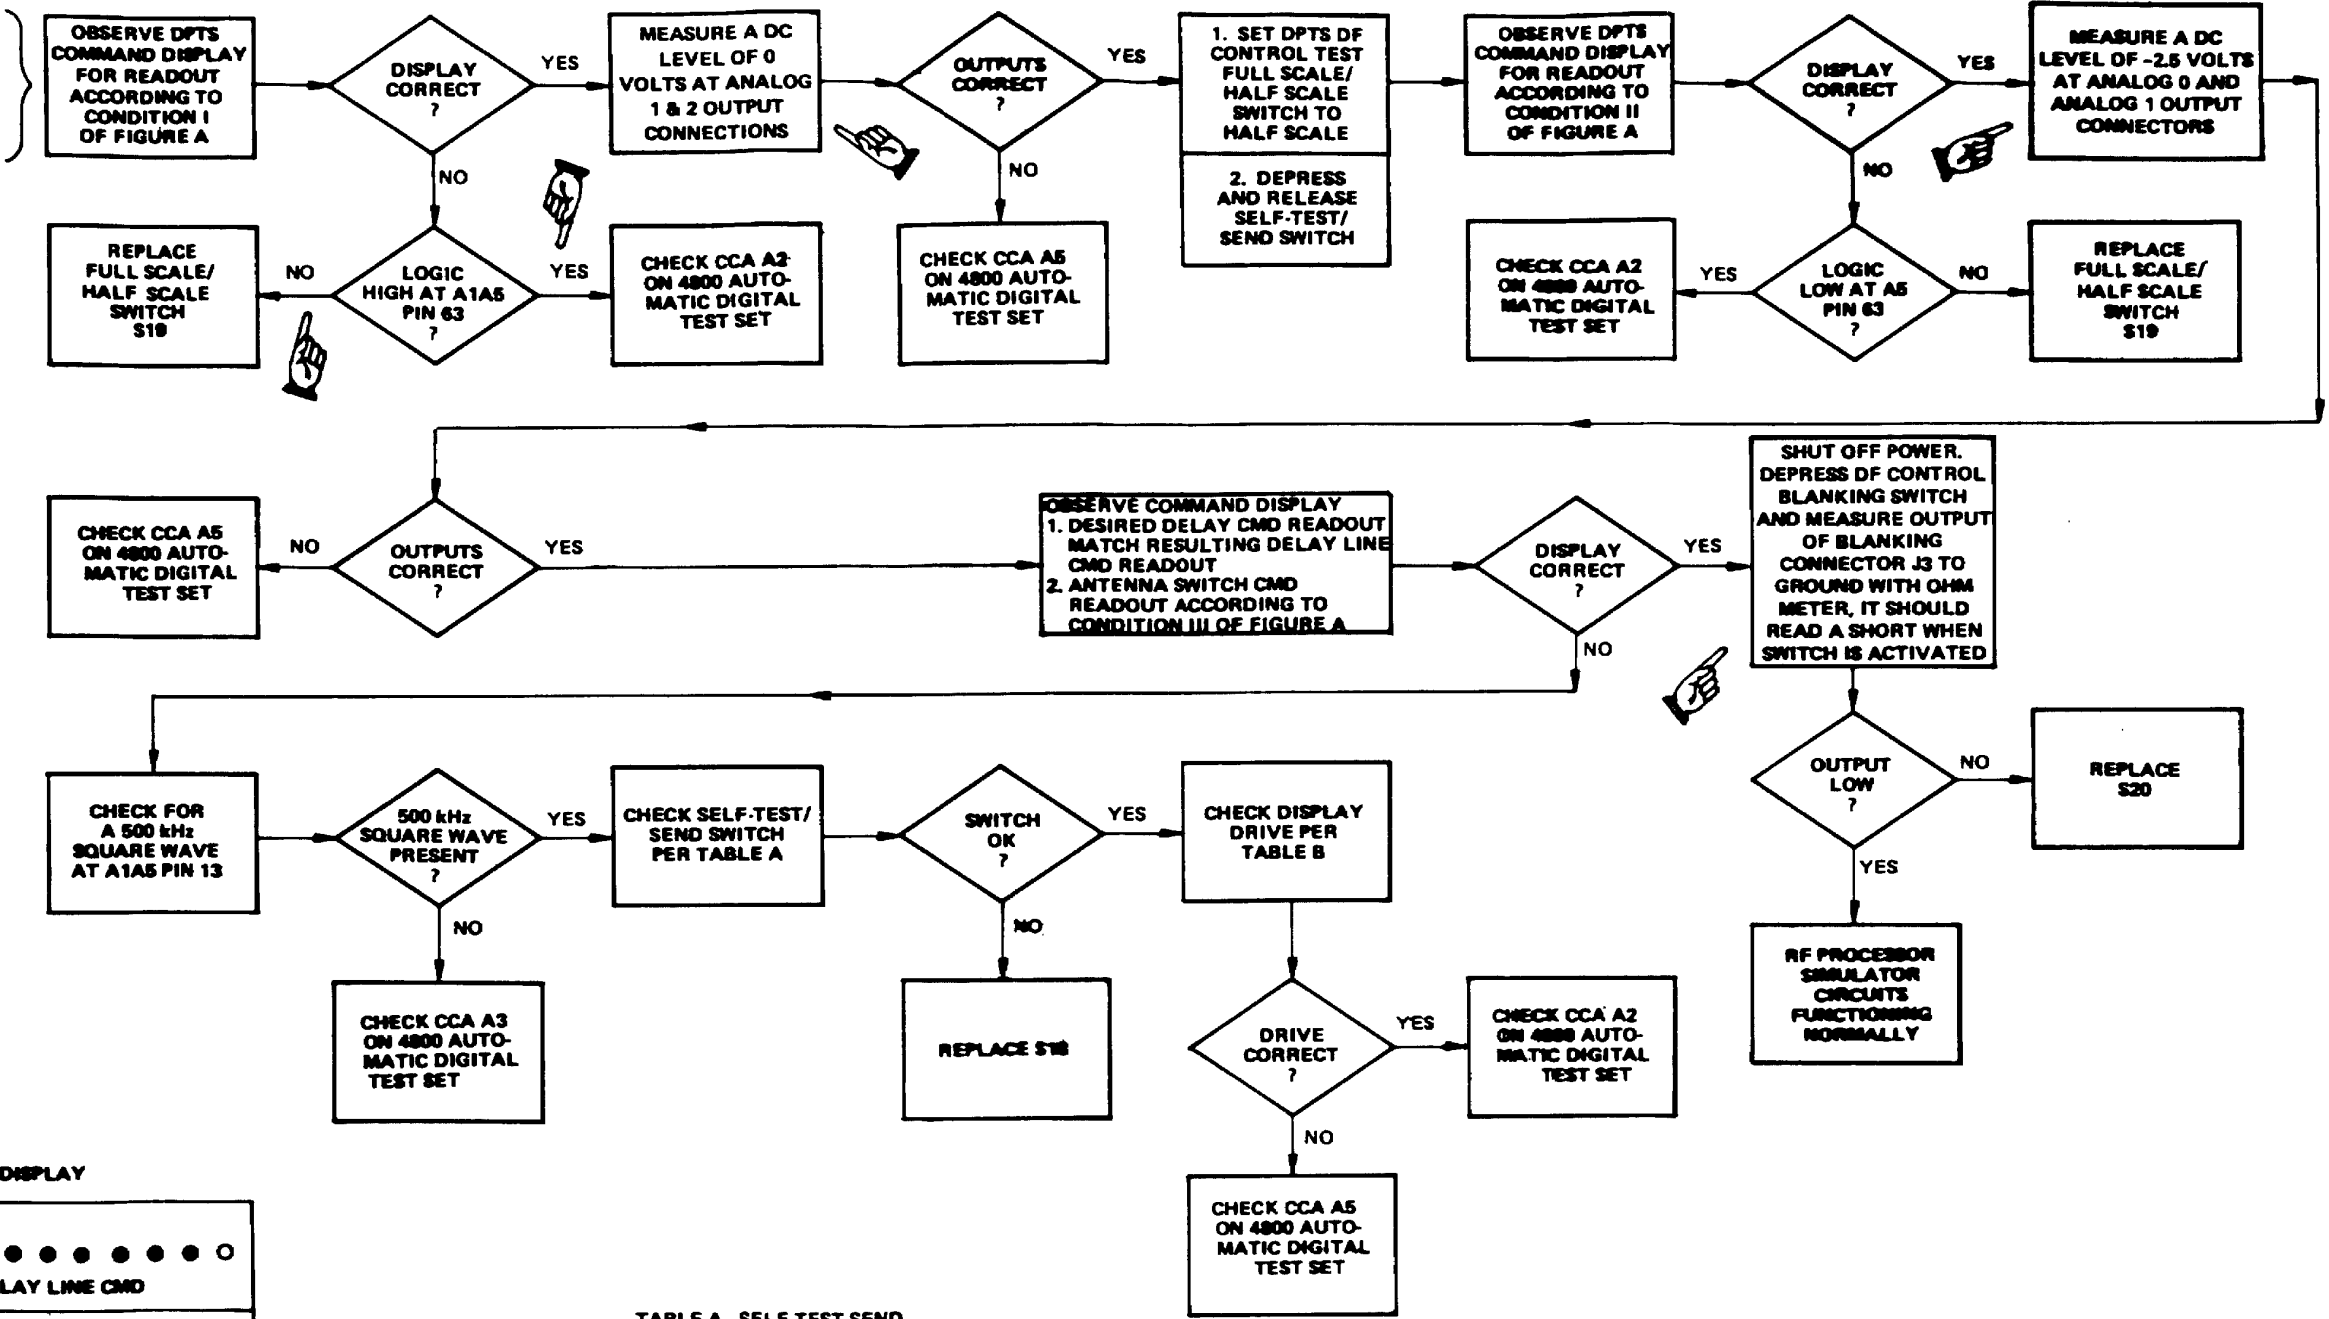 OBSERVE DPTS
COMMAND DISPLAY
FOR READOUT
ACCORDING TO
CONDITION I
OF FIGURE A
DISPLAY
CORRECT
?
YES
NO
MEASURE A DC
LEVEL OF 0
VOLTS AT ANALOG
1 & 2 OUTPUT
CONNECTIONS
OUTPUTS
CORRECT
?
YES
NO
1. SET DPTS DF
CONTROL TEST
FULL SCALE/
HALF SCALE
SWITCH TO
HALF SCALE
2. DEPRESS
AND RELEASE
SELF-TEST/
SEND SWITCH
OBSERVE DPTS
COMMAND DISPLAY
FOR READOUT
ACCORDING TO
CONDITION II
OF FIGURE A
DISPLAY
CORRECT
?
YES
NO
MEASURE A DC
LEVEL OF -2.5 VOLTS
AT ANALOG 0 AND
ANALOG 1 OUTPUT
CONNECTORS
REPLACE
FULL SCALE/
HALF SCALE
SWITCH
S19
NO
LOGIC
HIGH AT A1A5
PIN 63
?
YES
CHECK CCA A2
ON 4800 AUTO-
MATIC DIGITAL
TEST SET
CHECK CCA A5
ON 4800 AUTO-
MATIC DIGITAL
TEST SET
CHECK CCA A2
ON 4800 AUTO-
MATIC DIGITAL
TEST SET
YES
LOGIC
LOW AT A5
PIN 63
?
NO
REPLACE
FULL SCALE/
HALF SCALE
SWITCH
S19
CHECK CCA A5
ON 4800 AUTO-
MATIC DIGITAL
TEST SET
NO
OUTPUTS
CORRECT
?
YES
OBSERVE COMMAND DISPLAY
1. DESIRED DELAY CMD READOUT
MATCH RESULTING DELAY LINE
CMD READOUT
2. ANTENNA SWITCH CMD
READOUT ACCORDING TO
CONDITION III OF FIGURE A
DISPLAY
CORRECT
?
YES
NO
SHUT OFF POWER.
DEPRESS DF CONTROL
BLANKING SWITCH
AND MEASURE OUTPUT
OF BLANKING
CONNECTOR J3 TO
GROUND WITH OHM
METER, IT SHOULD
READ A SHORT WHEN
SWITCH IS ACTIVATED
OUTPUT
LOW
?
NO
YES
REPLACE
S20
CHECK FOR
A 500 kHz
SQUARE WAVE
AT A1A5 PIN 13
500 kHz
SQUARE WAVE
PRESENT
?
YES
NO
CHECK SELF-TEST/
SEND SWITCH
PER TABLE A
SWITCH
OK
?
YES
NO
CHECK DISPLAY
DRIVE PER
TABLE B
RF PROCESSOR
SIMULATOR
CIRCUITS
FUNCTIONING
NORMALLY
CHECK CCA A3
ON 4800 AUTO-
MATIC DIGITAL
TEST SET
REPLACE S18
DRIVE
CORRECT
?
YES
NO
CHECK CCA A2
ON 4800 AUTO-
MATIC DIGITAL
TEST SET
CHECK CCA A5
ON 4800 AUTO-
MATIC DIGITAL
TEST SET
DISPLAY
LAY LINE CMD
TABLE A. SELF TEST SEND